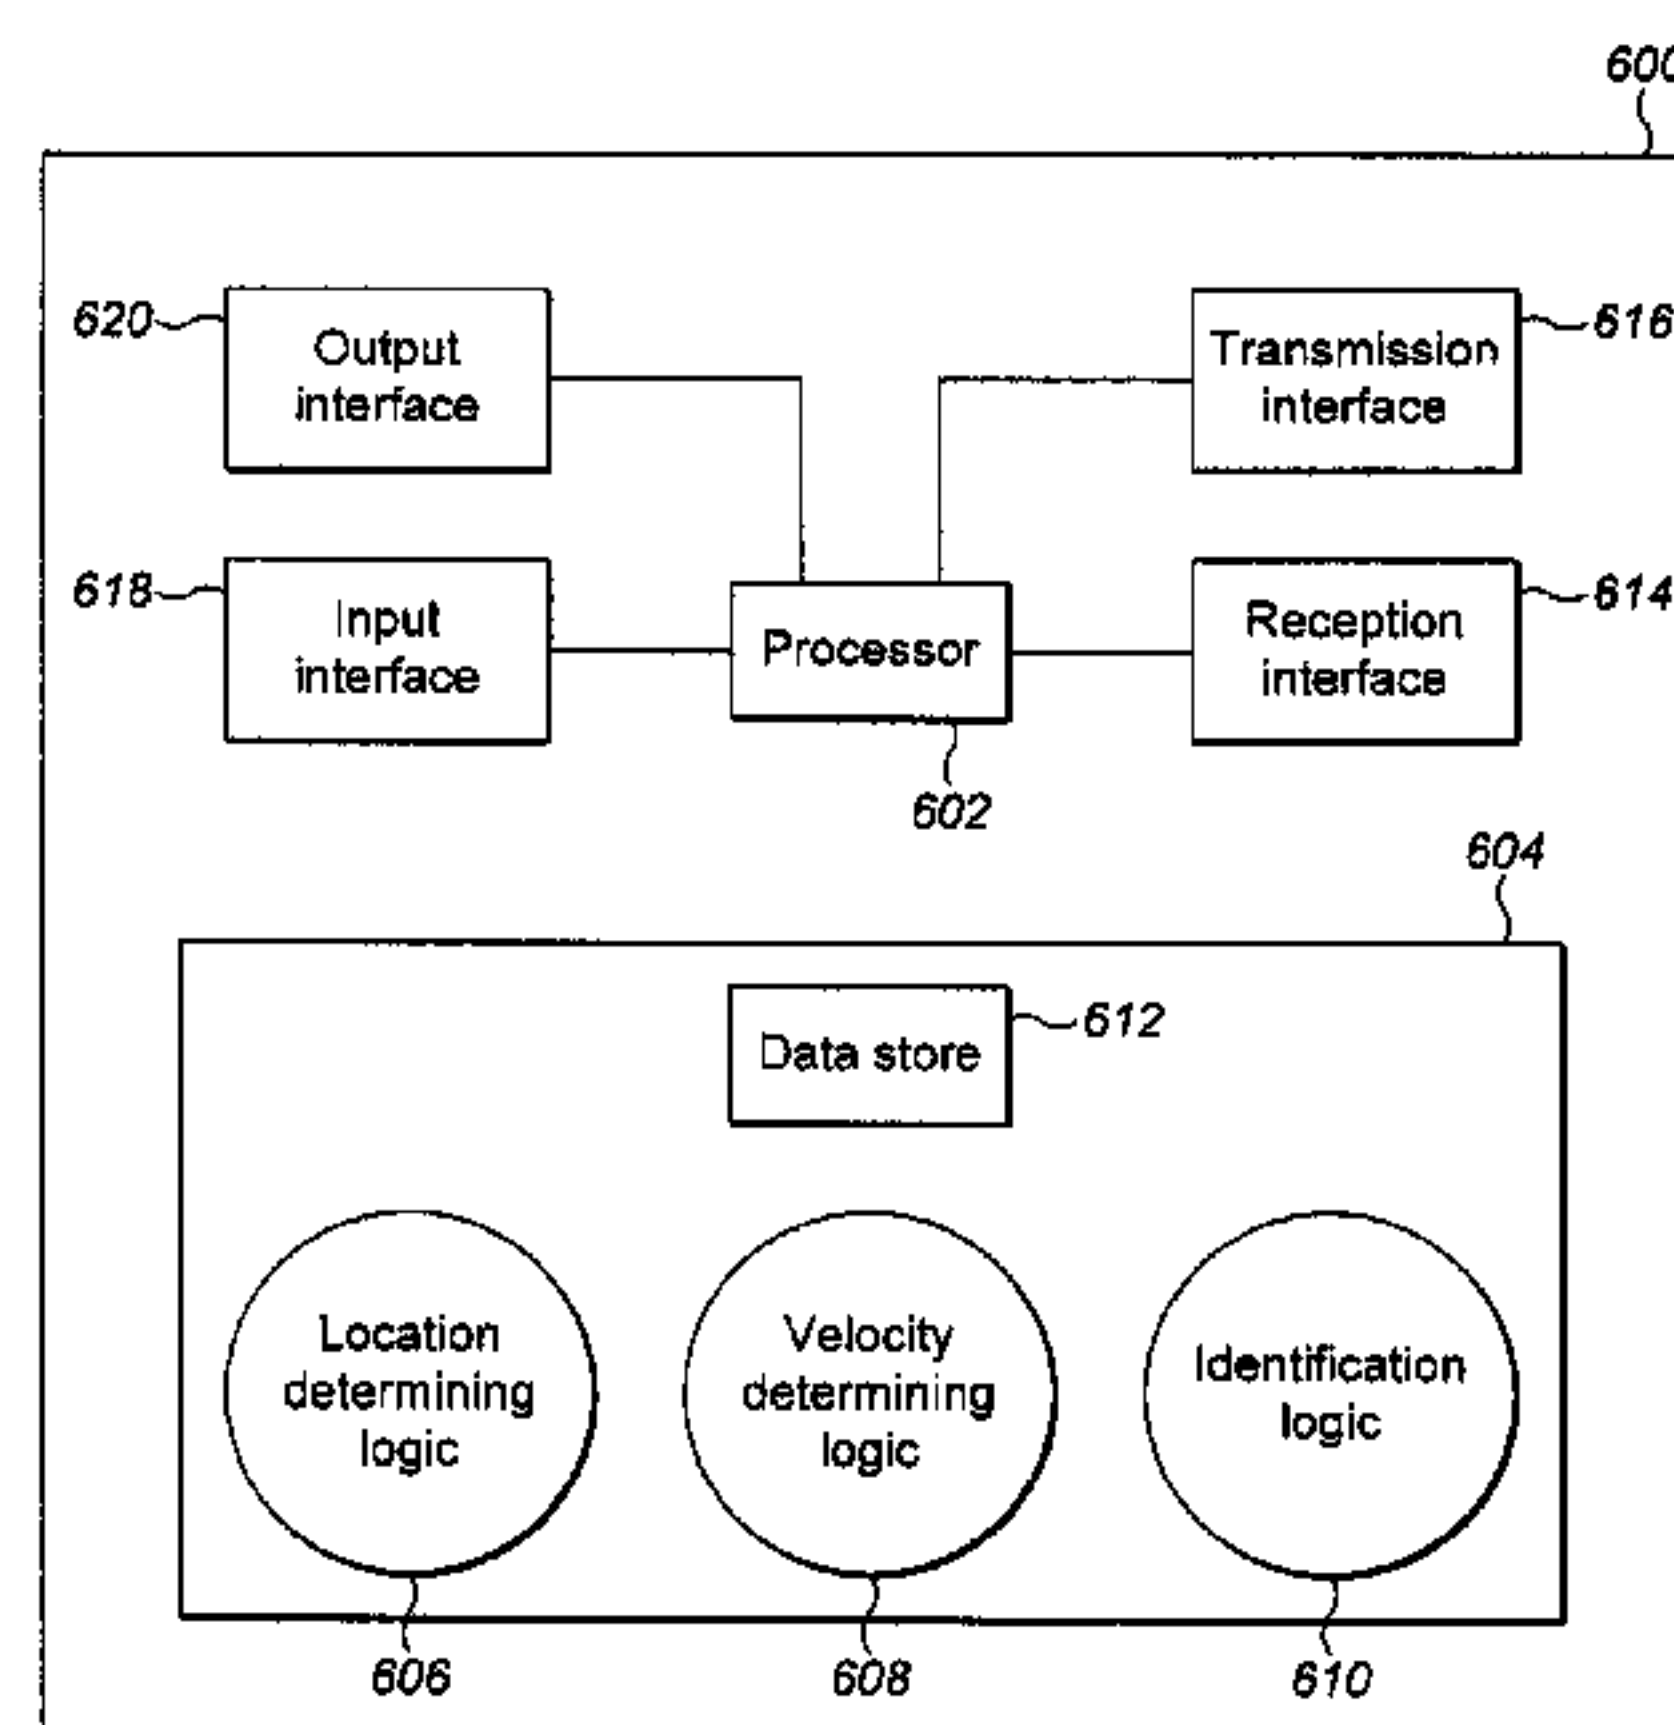 600
620
Output
interface
Transmission
interface
616
618
Input
interface
Processor
Reception
interface
614
602
604
Data store
612
Location
determining
logic
Velocity
determining
logic
Identification
logic
606
608
610